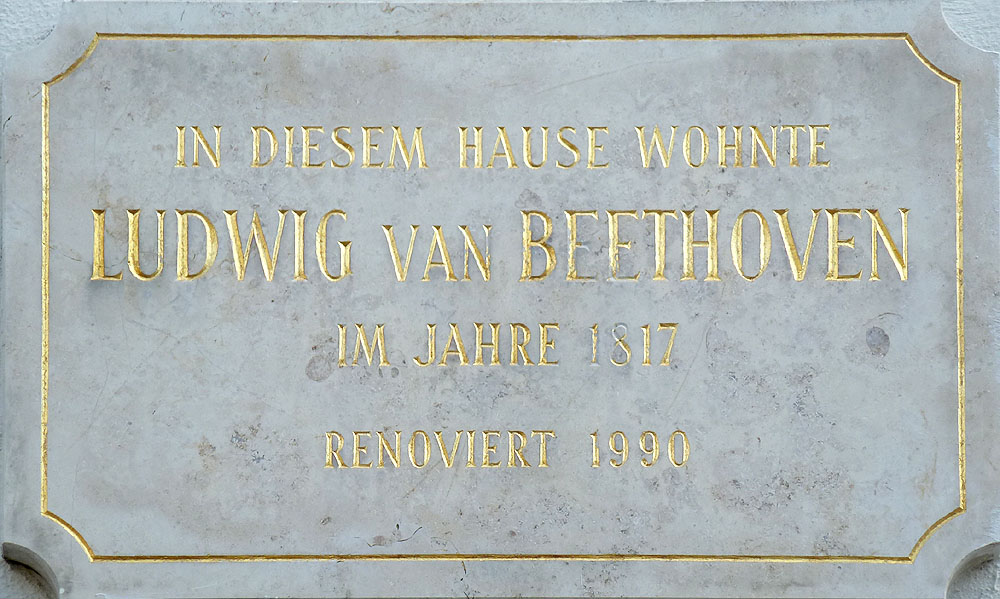 IN DIESEM HAUSE WOHNTE
LUDWIG VAN BEETHOVEN
IM JAHRE 1817
RENOVIERT 1990